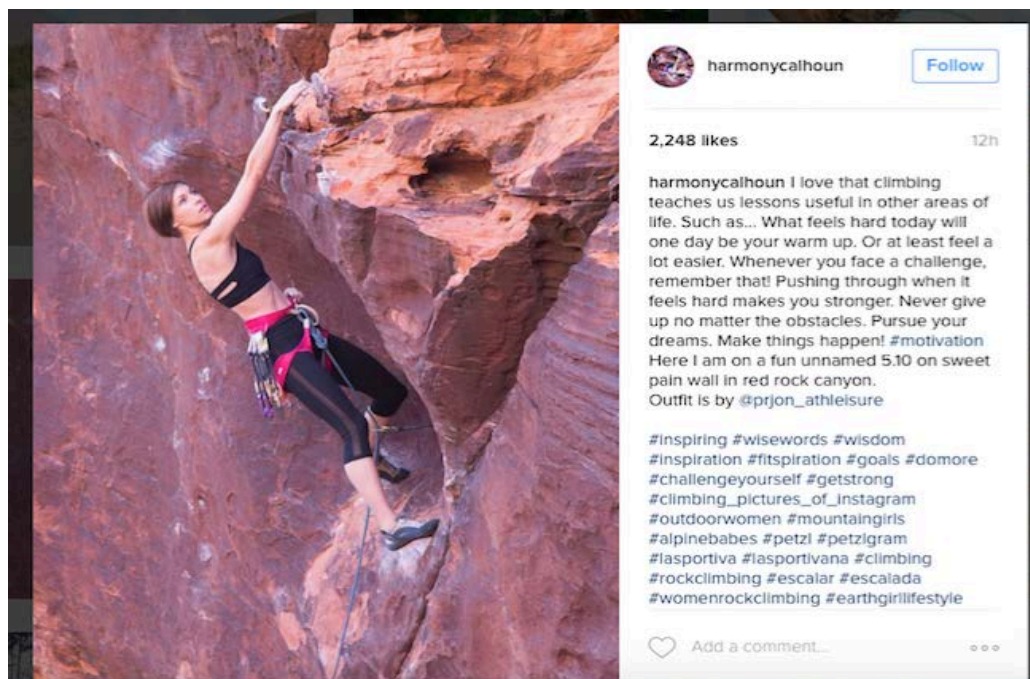 harmonycalhoun
Follow
2,248 likes
12h
harmonycalhoun I love that climbing
teaches us lessons useful in other areas of
life. Such as... What feels hard today will
one day be your warm up. Or at least feel a
lot easier. Whenever you face a challenge,
remember that! Pushing through when it
feels hard makes you stronger. Never give
up no matter the obstacles. Pursue your
dreams. Make things happen! #motivation
Here I am on a fun unnamed 5.10 on sweet
pain wall in red rock canyon.
Outfit is by @prjon_athleisure
#inspiring #wisewords #wisdom
#inspiration #fitspiration #goals #domore
#challengeyourself #getstrong
#climbing_pictures_of_instagram
#outdoorwomen #mountaingirls
#alpinebabes #petzl #petzlgram
#lasportiva #lasportivana #climbing
#rockclimbing #escalar #escalada
#womenrockclimbing #earthgirllifestyle
Add a comment...